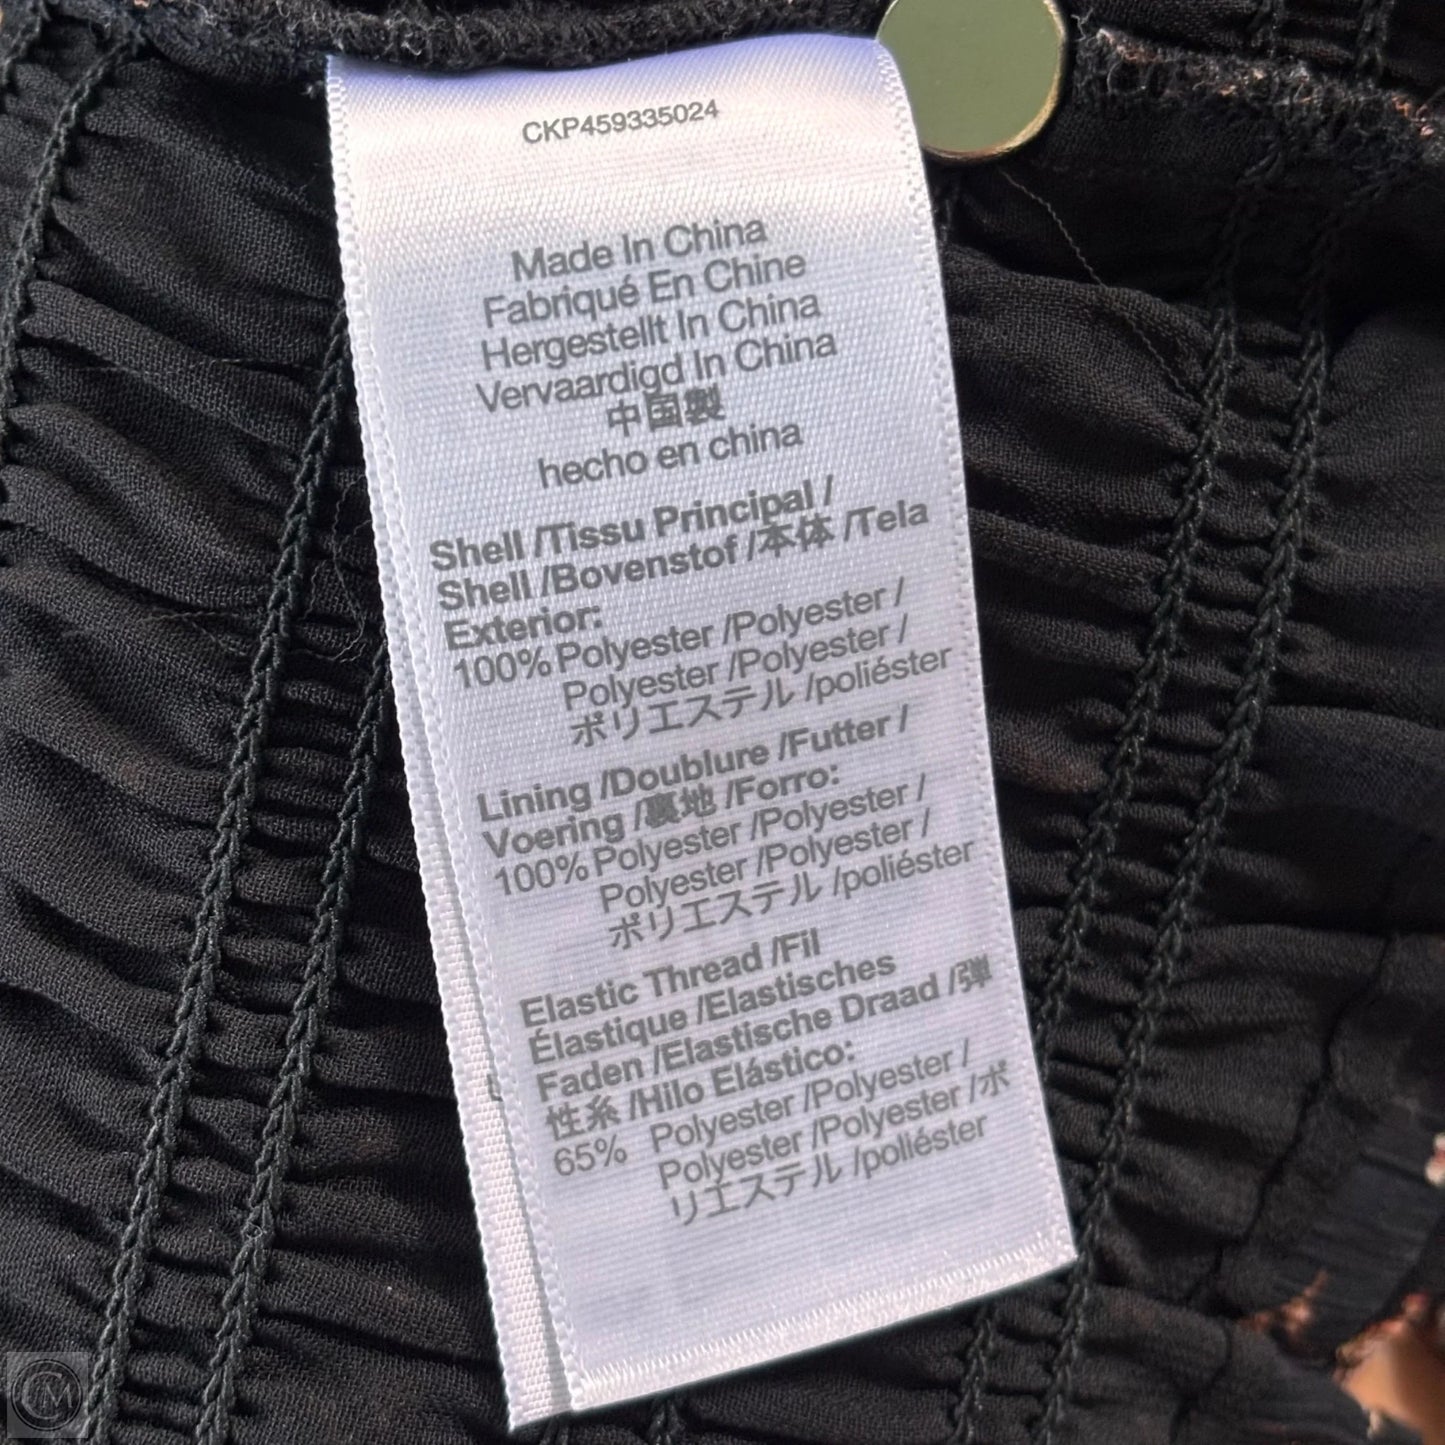 CKP459335024
Made In China
Fabriqué En Chine
Hergestellt In China
Vervaardigd In China
中国製
hecho en china
Shell /Tissu Principal /
Shell /Bovenstof /本体 /Tela
Exterior:
100% Polyester /Polyester /
Polyester /Polyester /
ポリエステル /poliéster
Lining /Doublure /Futter /
Voering /裏地 /Forro:
100% Polyester /Polyester /
Polyester /Polyester /
ポリエステル /poliéster
Elastic Thread /Fil
Élastique /Elastisches
Faden /Elastische Draad /弾
性糸 /Hilo Elástico:
65% Polyester /Polyester /
Polyester /Polyester /ポ
リエステル /poliéster
CM